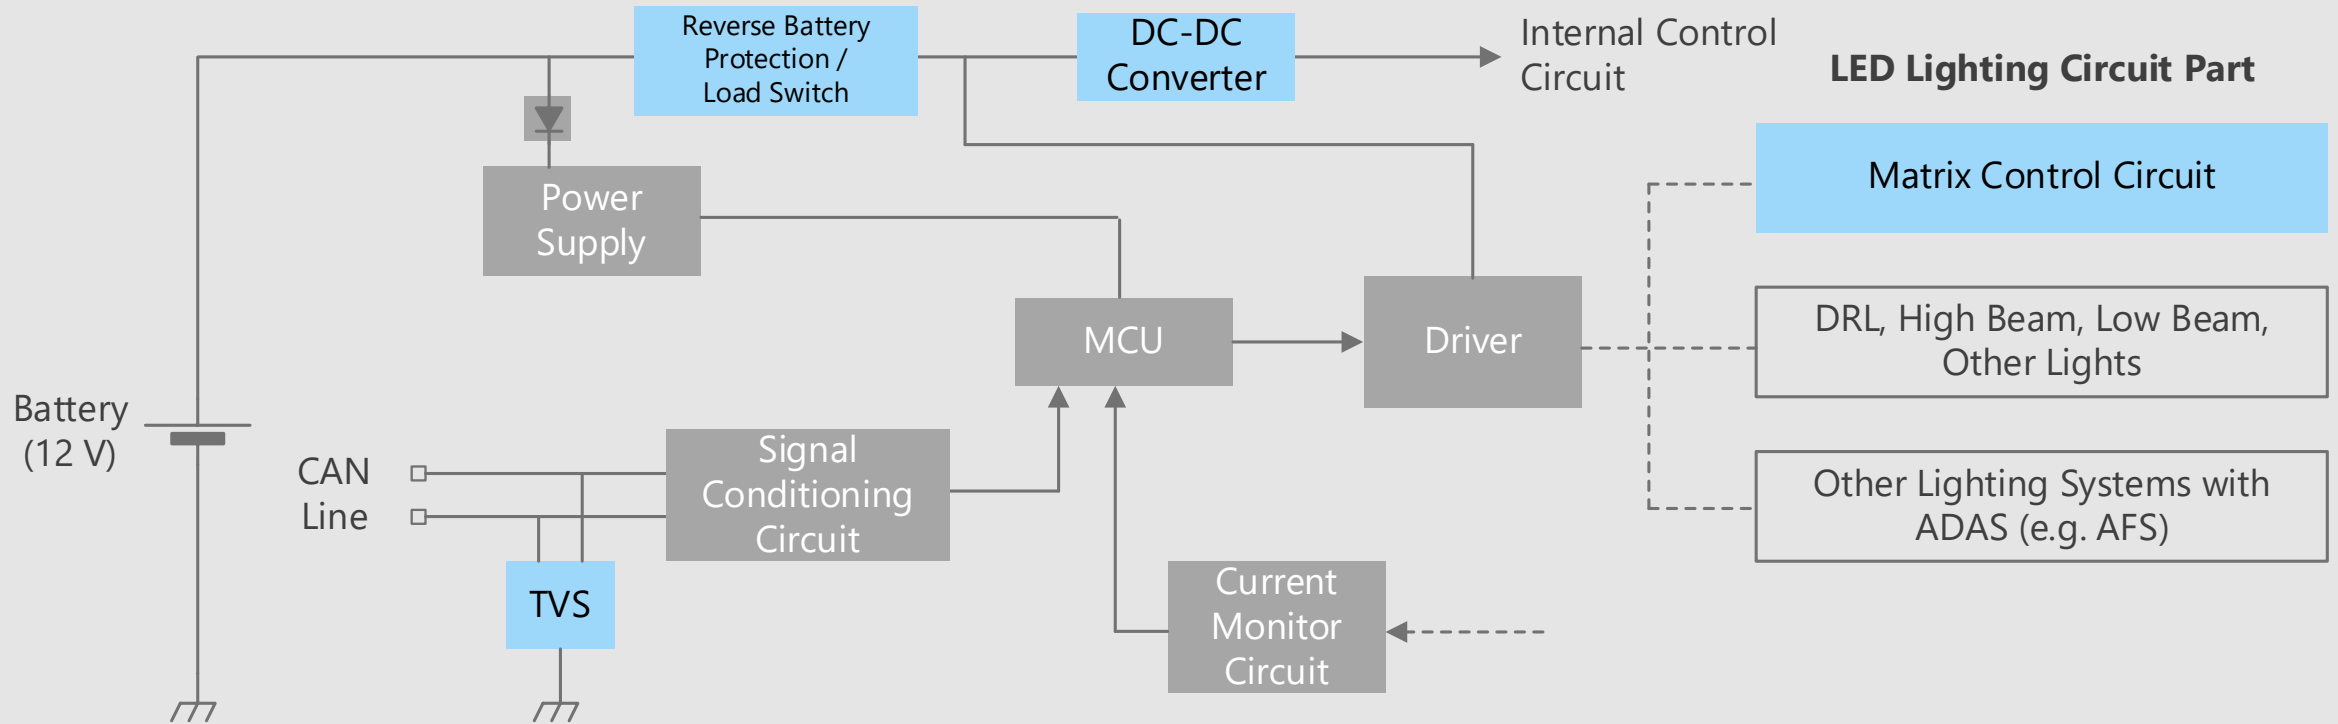 Reverse Battery
Protection /
Load Switch
DC-DC
Converter
Internal Control
Circuit
LED Lighting Circuit Part
Power
Supply
Matrix Control Circuit
MCU
Driver
DRL, High Beam, Low Beam,
Other Lights
Battery
(12 V)
CAN
Line
Signal
Conditioning
Circuit
Other Lighting Systems with
ADAS (e.g. AFS)
TVS
Current
Monitor
Circuit